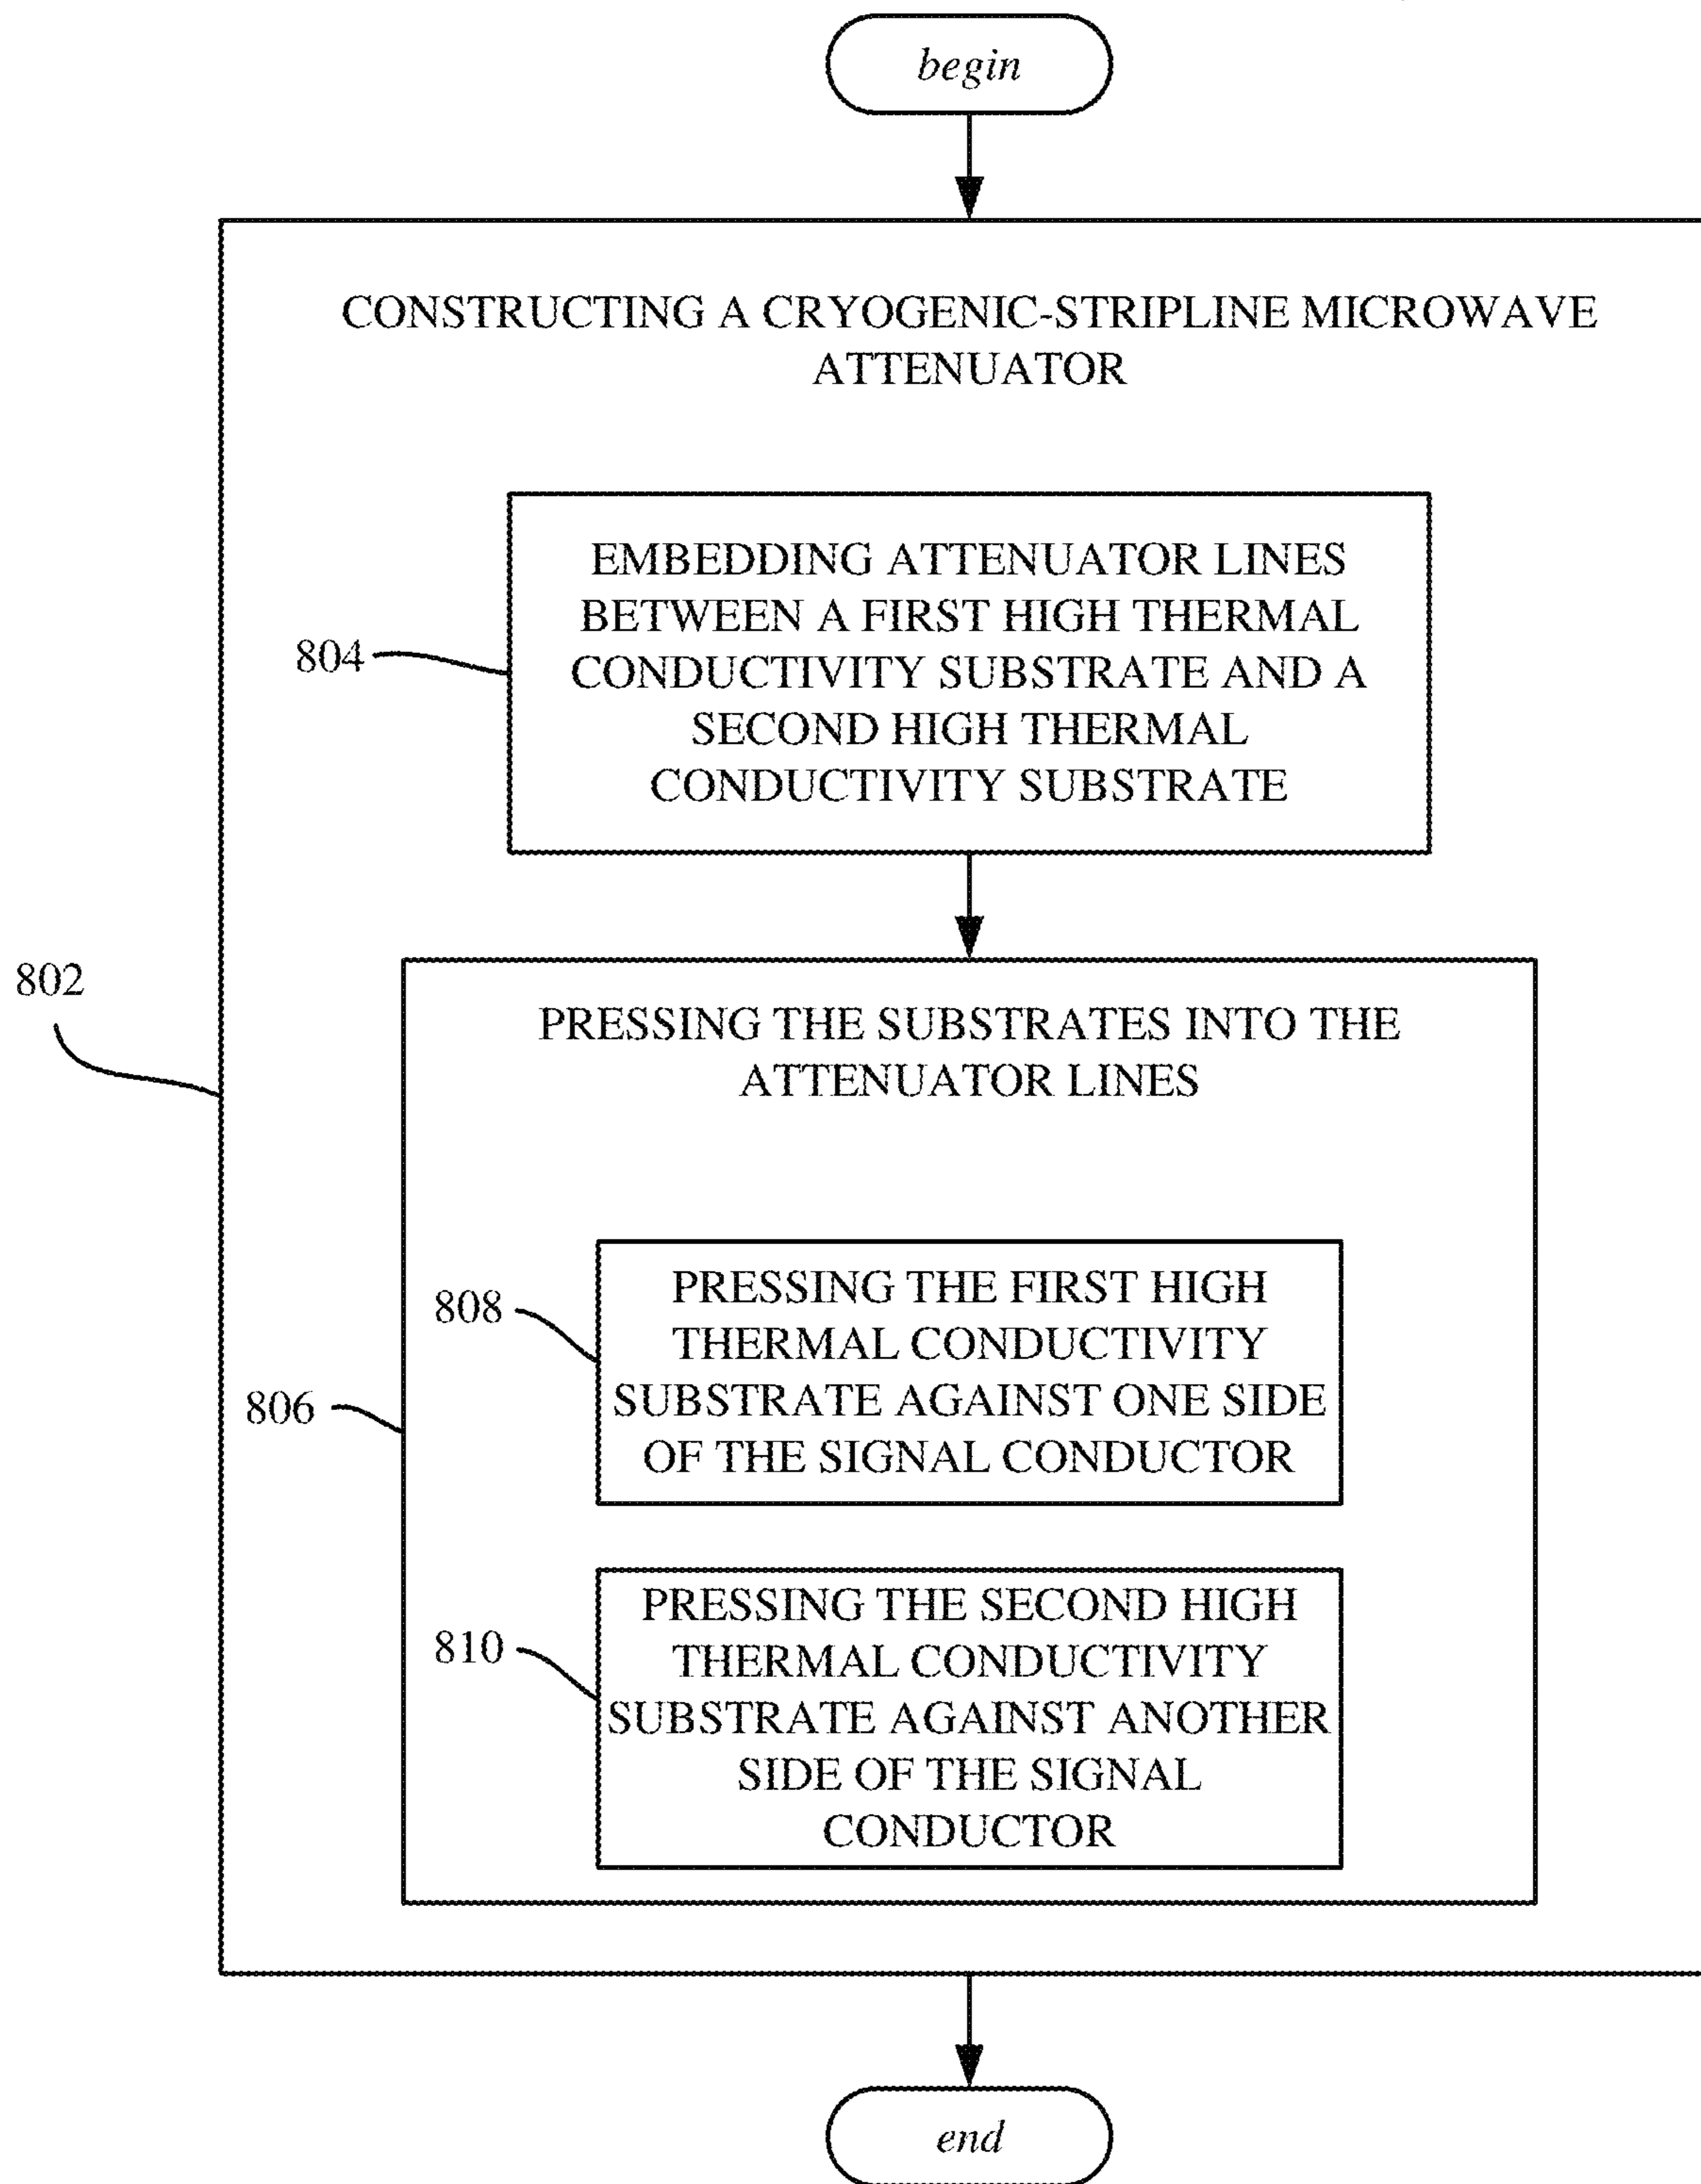 begin
CONSTRUCTING A CRYOGENIC-STRIPLINE MICROWAVE
ATTENUATOR
EMBEDDING ATTENUATOR LINES
BETWEEN A FIRST HIGH THERMAL
CONDUCTIVITY SUBSTRATE AND A
SECOND HIGH THERMAL
CONDUCTIVITY SUBSTRATE
804
802
PRESSING THE SUBSTRATES INTO THE
ATTENUATOR LINES
808
PRESSING THE FIRST HIGH
THERMAL CONDUCTIVITY
SUBSTRATE AGAINST ONE SIDE
OF THE SIGNAL CONDUCTOR
806
810
PRESSING THE SECOND HIGH
THERMAL CONDUCTIVITY
SUBSTRATE AGAINST ANOTHER
SIDE OF THE SIGNAL
CONDUCTOR
end